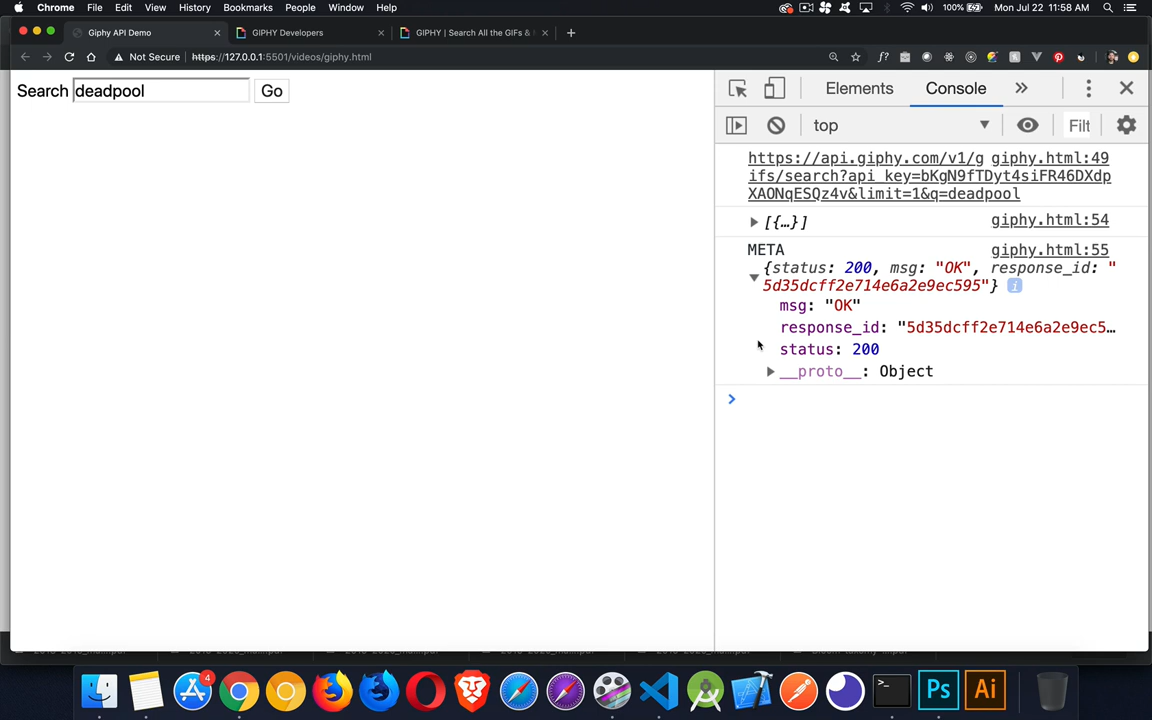 Chrome File Edit View History Bookmarks People Window Help 100% Mon Jul 22 11:58 AM
Giphy API Demo GIPHY Developers GIPHY | Search All the GIFs &
Not Secure https://127.0.0.1:5501/videos/giphy.html
Search deadpool Go
Elements Console
top Filt
https://api.giphy.com/v1/g giphy.html:49
ifs/search?api_key=bKgN9fTDyt4siFR46DXdp
XAONqESQz4v&limit=1&q=deadpool
[{…}] giphy.html:54
META giphy.html:55
{status: 200, msg: "OK", response_id: "
5d35dcff2e714e6a2e9ec595"}
msg: "OK"
response_id: "5d35dcff2e714e6a2e9ec5…
status: 200
__proto__: Object
4
Ps Ai